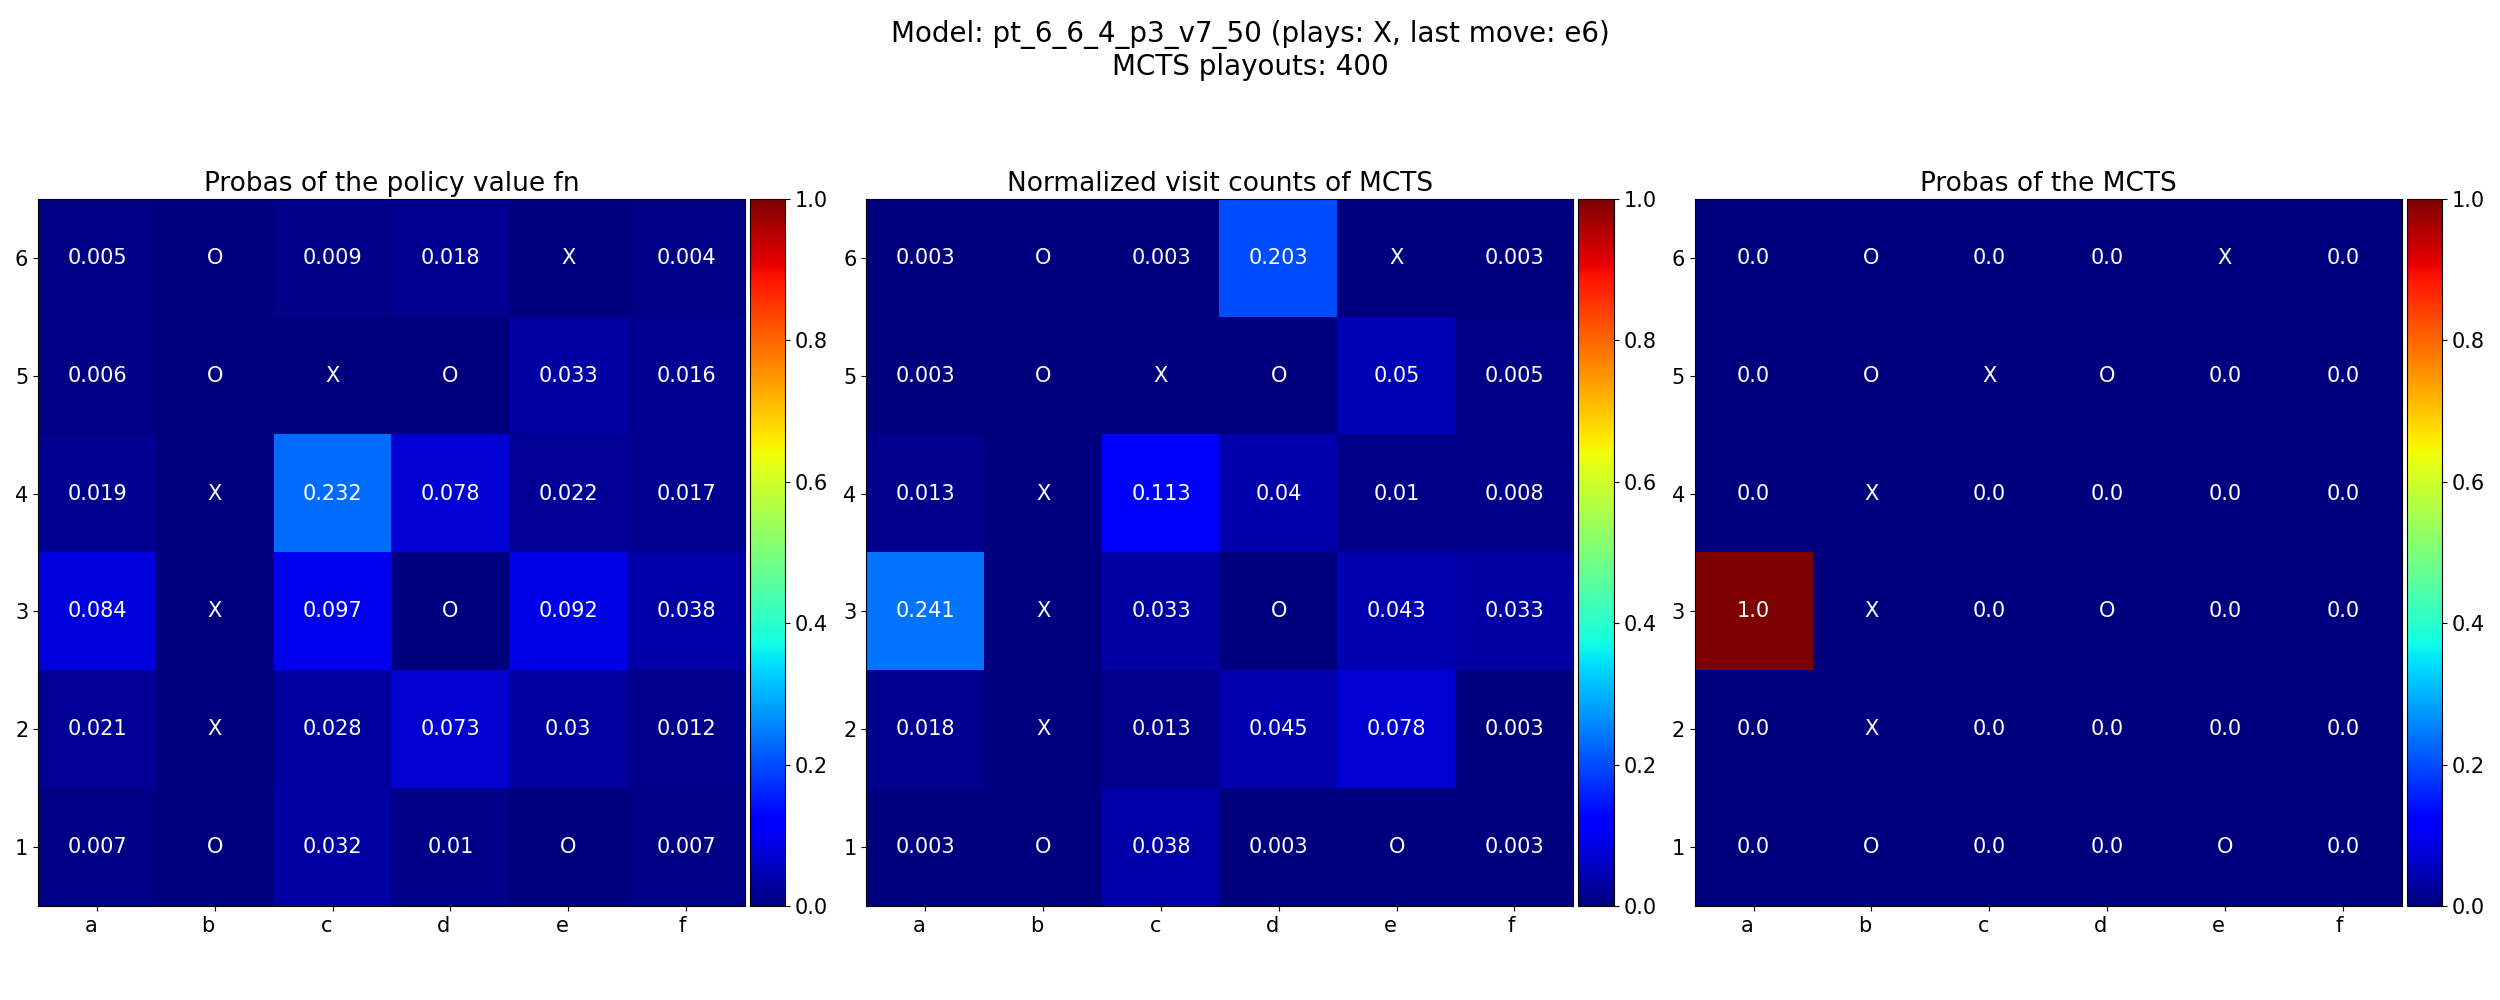 Model: pt_6_6_4_p3_v7_50 (plays: X, last move: e6)
MCTS playouts: 400
Probas of the policy value fn
1.0
6 0.005 O 0.009 0.018 X 0.004
0.8
5 0.006 O X O 0.033 0.016
0.6
4 0.019 X 0.232 0.078 0.022 0.017
0.4
3 0.084 X 0.097 O 0.092 0.038
0.2
2 0.021 X 0.028 0.073 0.03 0.012
1 0.007 O 0.032 0.01 O 0.007
0.0
a b c d e f
Normalized visit counts of MCTS
1.0
6 0.003 O 0.003 0.203 X 0.003
0.8
5 0.003 O X O 0.05 0.005
0.6
4 0.013 X 0.113 0.04 0.01 0.008
0.4
3 0.241 X 0.033 O 0.043 0.033
0.2
2 0.018 X 0.013 0.045 0.078 0.003
1 0.003 O 0.038 0.003 O 0.003
0.0
a b c d e f
Probas of the MCTS
1.0
6 0.0 O 0.0 0.0 X 0.0
0.8
5 0.0 O X O 0.0 0.0
0.6
4 0.0 X 0.0 0.0 0.0 0.0
0.4
3 1.0 X 0.0 O 0.0 0.0
0.2
2 0.0 X 0.0 0.0 0.0 0.0
1 0.0 O 0.0 0.0 O 0.0
0.0
a b c d e f